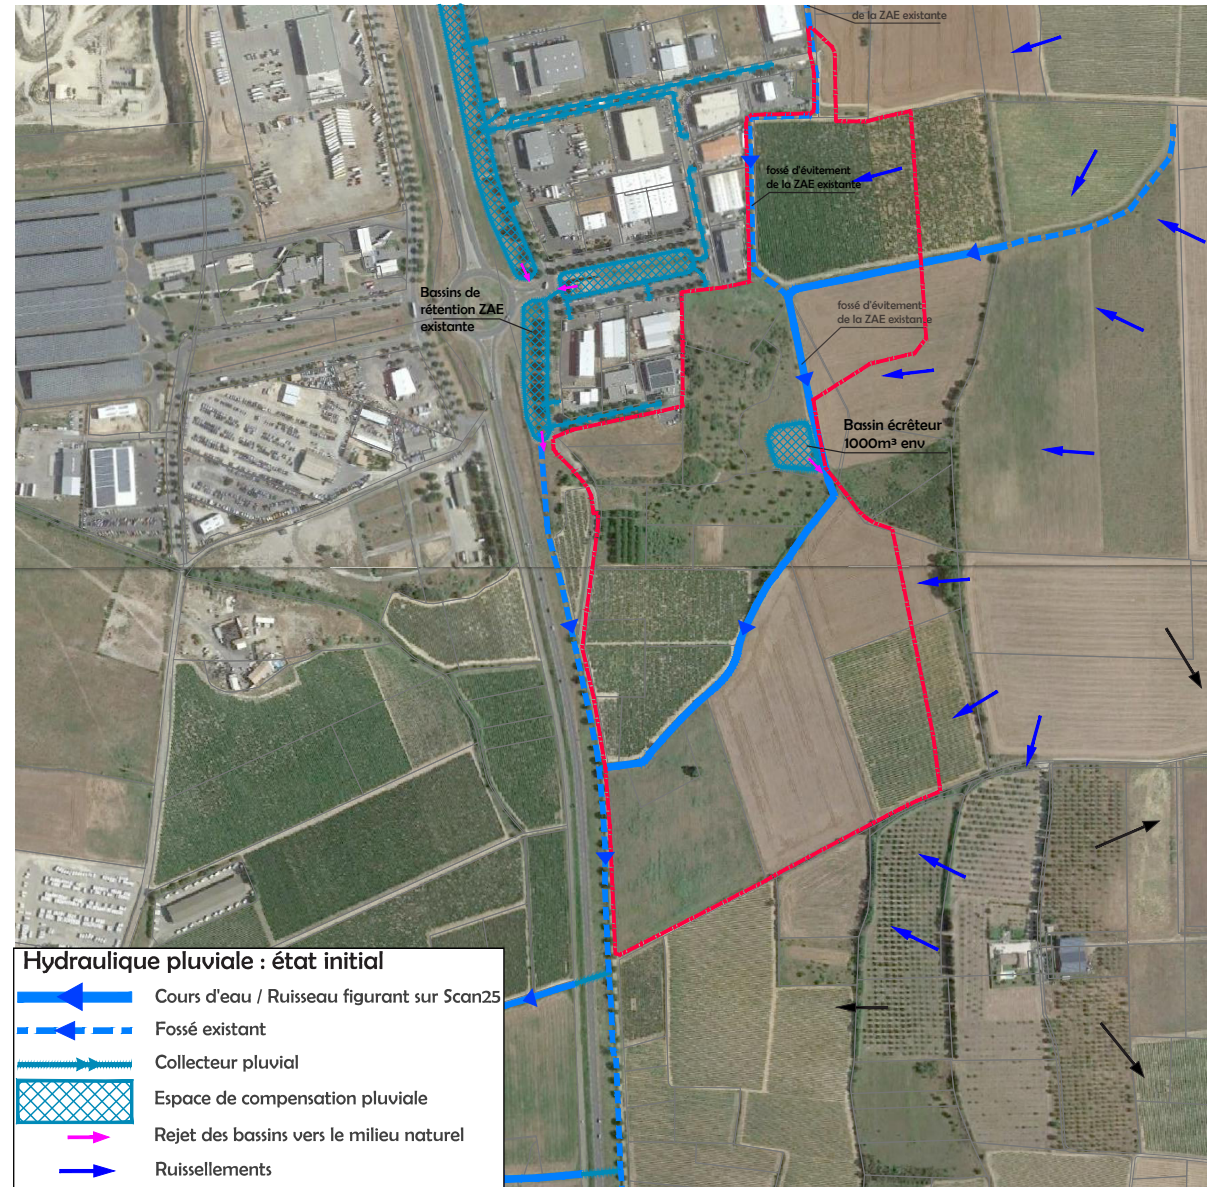 de la ZAE existante
fossé d'évitement
de la ZAE existante
Bassins de
rétention ZAE
existante
fossé d'évitement
de la ZAE existante
Bassin écrêteur
1000m³ env
Hydraulique pluviale : état initial
Cours d'eau / Ruisseau figurant sur Scan25
Fossé existant
Collecteur pluvial
Espace de compensation pluviale
Rejet des bassins vers le milieu naturel
Ruissellements